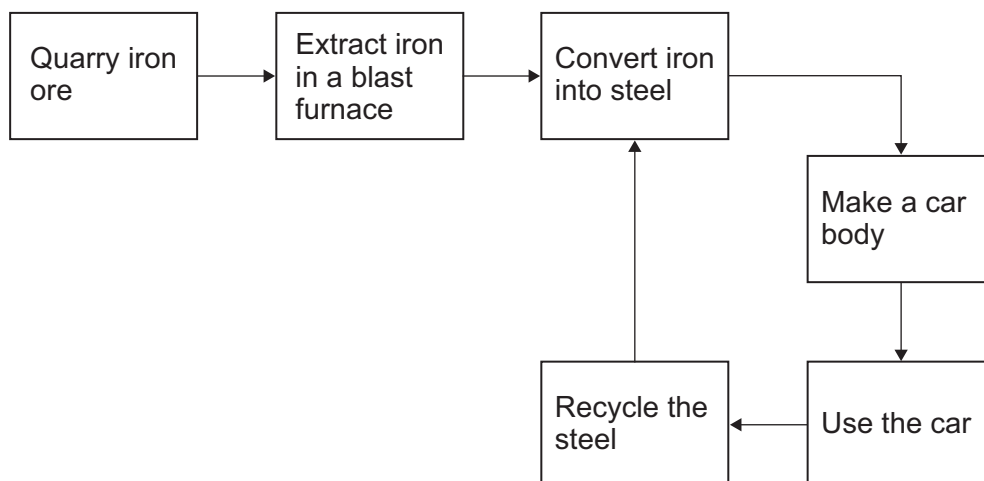 Quarry iron
ore
Extract iron
in a blast
furnace
Convert iron
into steel
Make a car
body
Use the car
Recycle the
steel